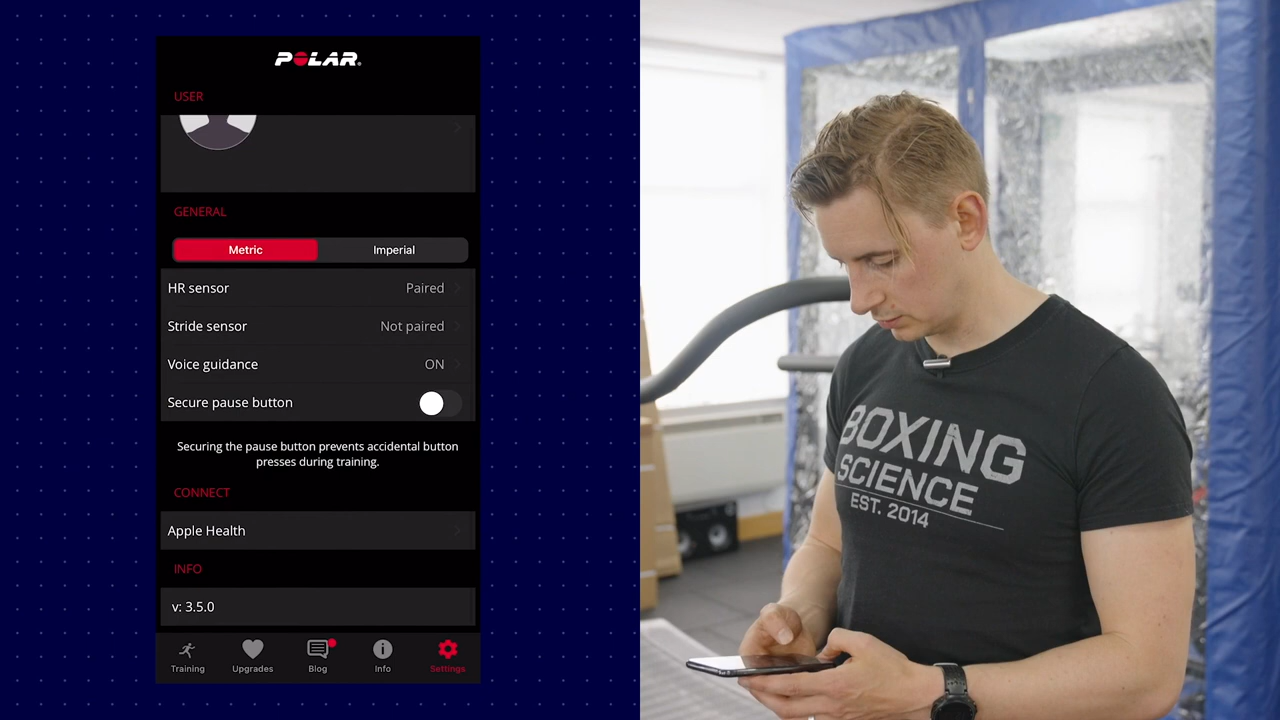 POLAR
USER
GENERAL
Metric Imperial
HR sensor Paired
Stride sensor Not paired
Voice guidance ON
Secure pause button
Securing the pause button prevents accidental button
presses during training.
CONNECT
Apple Health
INFO
v: 3.5.0
Training Upgrades Blog Info Settings
BOXING
SCIENCE
EST. 2014